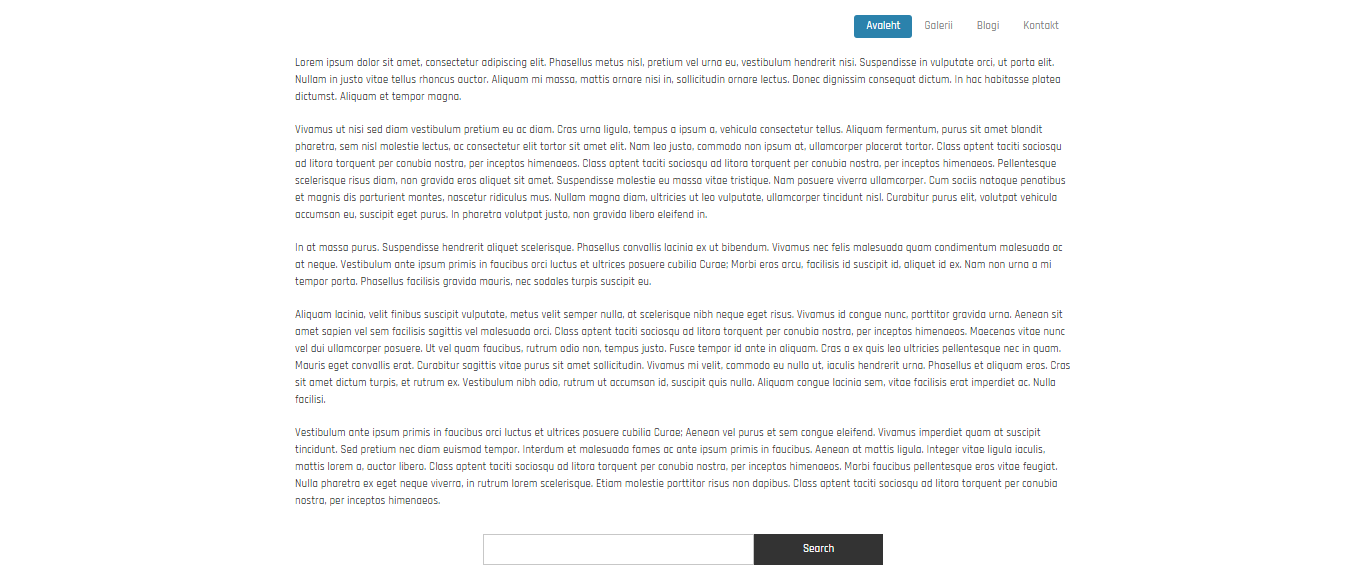 Avaleht Galerii Blogi Kontakt
Lorem ipsum dolor sit amet, consectetur adipiscing elit. Phasellus metus nisl, pretium vel urna eu, vestibulum hendrerit nisi. Suspendisse in vulputate orci, ut porta elit.
Nullam in justo vitae tellus rhoncus auctor. Aliquam mi massa, mattis ornare nisi in, sollicitudin ornare lectus. Donec dignissim consequat dictum. In hac habitasse platea
dictumst. Aliquam et tempor magna.
Vivamus ut nisi sed diam vestibulum pretium eu ac diam. Cras urna ligula, tempus a ipsum a, vehicula consectetur tellus. Aliquam fermentum, purus sit amet blandit
pharetra, sem nisl molestie lectus, ac consectetur elit tortor sit amet elit. Nam leo justo, commodo non ipsum at, ullamcorper placerat tortor. Class aptent taciti sociosqu
ad litora torquent per conubia nostra, per inceptos himenaeos. Class aptent taciti sociosqu ad litora torquent per conubia nostra, per inceptos himenaeos. Pellentesque
scelerisque risus diam, non gravida eros aliquet sit amet. Suspendisse molestie eu massa vitae tristique. Nam posuere viverra ullamcorper. Cum sociis natoque penatibus
et magnis dis parturient montes, nascetur ridiculus mus. Nullam magna diam, ultricies ut leo vulputate, ullamcorper tincidunt nisl. Curabitur purus elit, volutpat vehicula
accumsan eu, suscipit eget purus. In pharetra volutpat justo, non gravida libero eleifend in.
In at massa purus. Suspendisse hendrerit aliquet scelerisque. Phasellus convallis lacinia ex ut bibendum. Vivamus nec felis malesuada quam condimentum malesuada ac
at neque. Vestibulum ante ipsum primis in faucibus orci luctus et ultrices posuere cubilia Curae; Morbi eros arcu, facilisis id suscipit id, aliquet id ex. Nam non urna a mi
tempor porta. Phasellus facilisis gravida mauris, nec sodales turpis suscipit eu.
Aliquam lacinia, velit finibus suscipit vulputate, metus velit semper nulla, at scelerisque nibh neque eget risus. Vivamus id congue nunc, porttitor gravida urna. Aenean sit
amet sapien vel sem facilisis sagittis vel malesuada orci. Class aptent taciti sociosqu ad litora torquent per conubia nostra, per inceptos himenaeos. Maecenas vitae nunc
vel dui ullamcorper posuere. Ut vel quam faucibus, rutrum odio non, tempus justo. Fusce tempor id ante in aliquam. Cras a ex quis leo ultricies pellentesque nec in quam.
Mauris eget convallis erat. Curabitur sagittis vitae purus sit amet sollicitudin. Vivamus mi velit, commodo eu nulla ut, iaculis hendrerit urna. Phasellus et aliquam eros. Cras
sit amet dictum turpis, et rutrum ex. Vestibulum nibh odio, rutrum ut accumsan id, suscipit quis nulla. Aliquam congue lacinia sem, vitae facilisis erat imperdiet ac. Nulla
facilisi.
Vestibulum ante ipsum primis in faucibus orci luctus et ultrices posuere cubilia Curae; Aenean vel purus et sem congue eleifend. Vivamus imperdiet quam at suscipit
tincidunt. Sed pretium nec diam euismod tempor. Interdum et malesuada fames ac ante ipsum primis in faucibus. Aenean at mattis ligula. Integer vitae ligula iaculis,
mattis lorem a, auctor libero. Class aptent taciti sociosqu ad litora torquent per conubia nostra, per inceptos himenaeos. Morbi faucibus pellentesque eros vitae feugiat.
Nulla pharetra ex eget neque viverra, in rutrum lorem scelerisque. Etiam molestie porttitor risus non dapibus. Class aptent taciti sociosqu ad litora torquent per conubia
nostra, per inceptos himenaeos.
Search